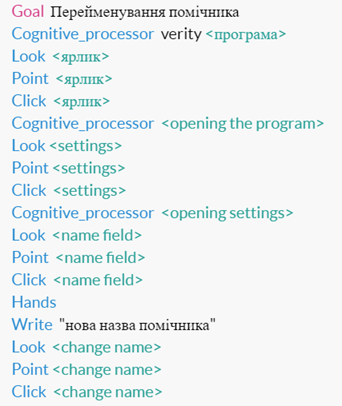 Goal Перейменування помічника
Cognitive_processor verity <програма>
Look <ярлик>
Point <ярлик>
Click <ярлик>
Cognitive_processor <opening the program>
Look <settings>
Point <settings>
Click <settings>
Cognitive_processor <opening settings>
Look <name field>
Point <name field>
Click <name field>
Hands
Write "нова назва помічника"
Look <change name>
Point <change name>
Click <change name>